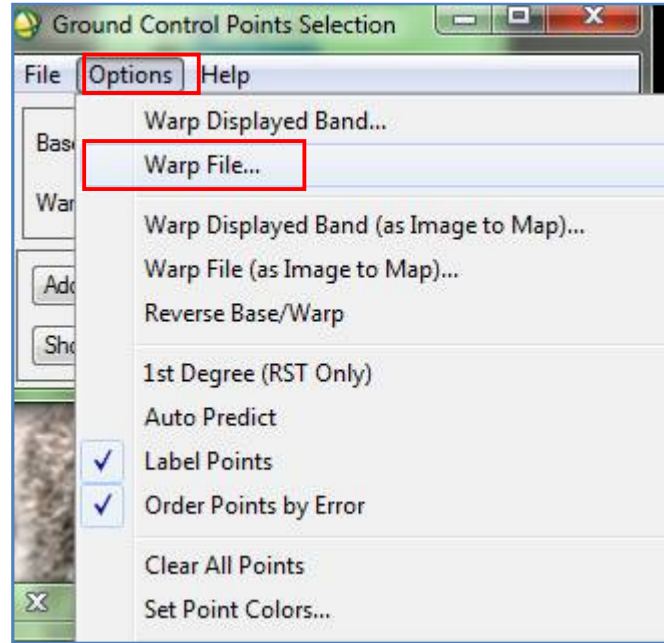 Ground Control Points Selection
File Options Help
Warp Displayed Band...
Warp File...
Warp Displayed Band (as Image to Map)...
Warp File (as Image to Map)...
Reverse Base/Warp
1st Degree (RST Only)
Auto Predict
Label Points
Order Points by Error
Clear All Points
Set Point Colors...